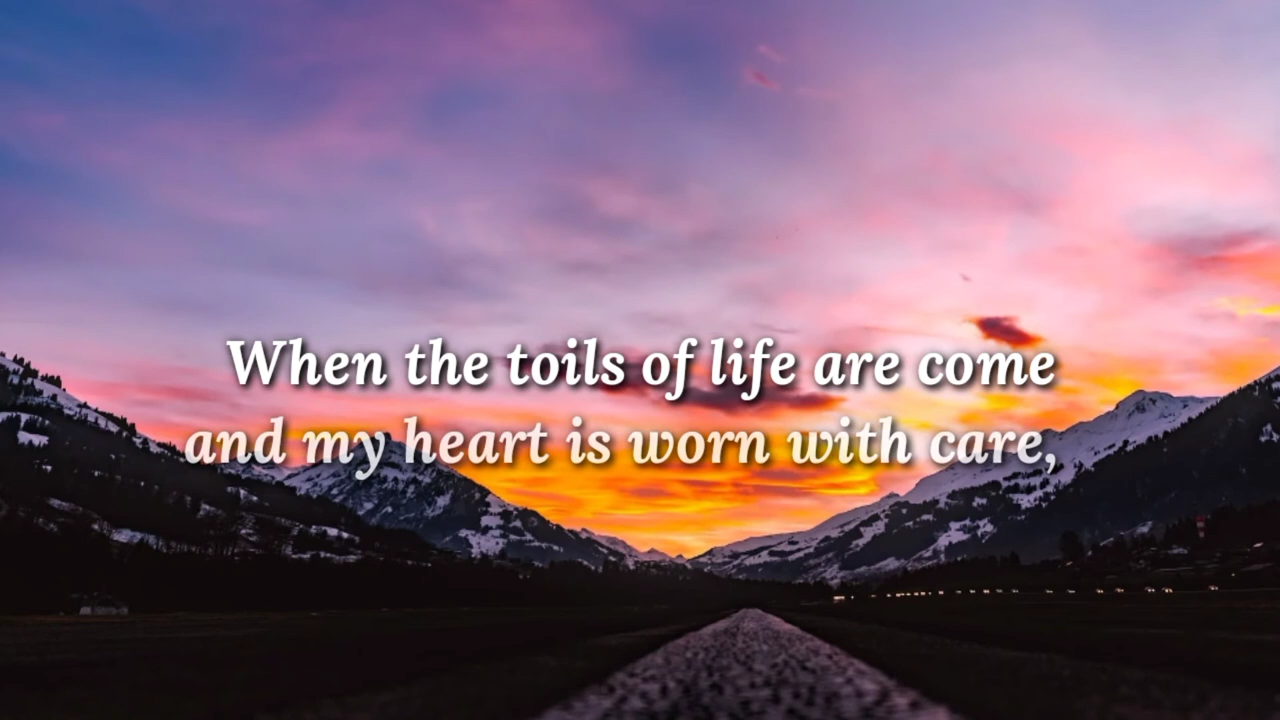 When the toils of life are come
and my heart is worn with care,